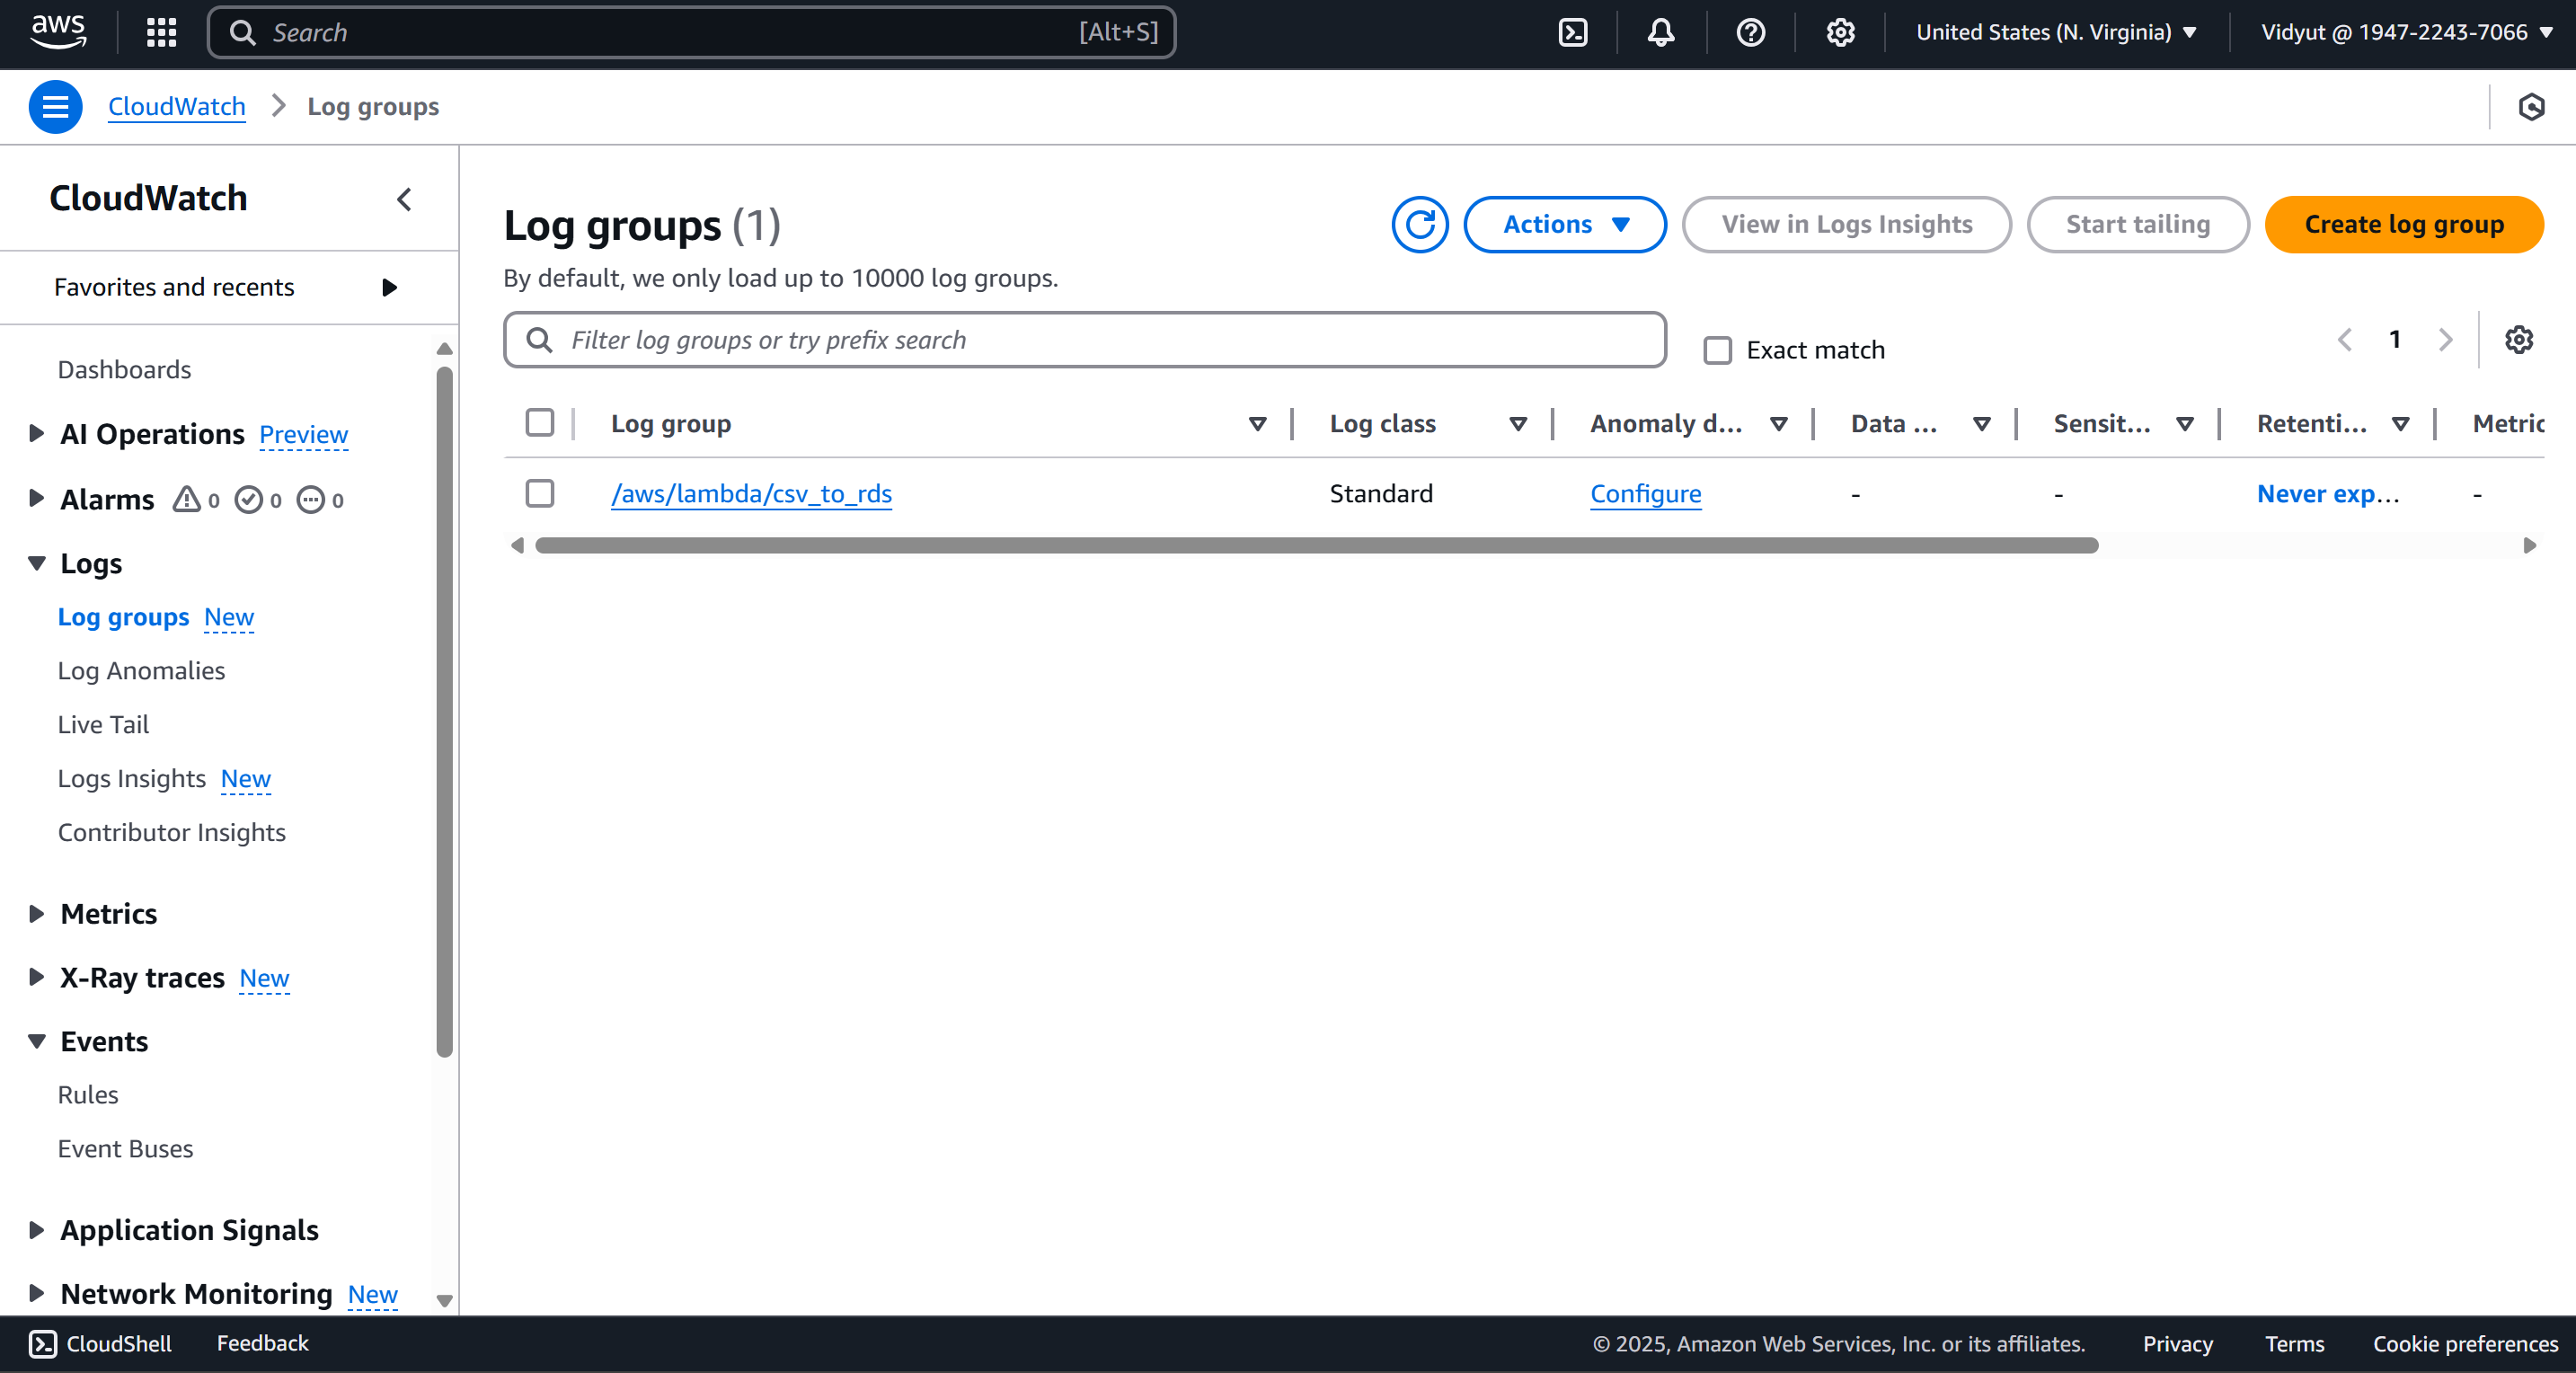 aws
Search [Alt+S]
United States (N. Virginia)
Vidyut @ 1947-2243-7066
CloudWatch
Log groups
CloudWatch
Favorites and recents
Dashboards
AI Operations Preview
Alarms 0 0 0
Logs
Log groups New
Log Anomalies
Live Tail
Logs Insights New
Contributor Insights
Metrics
X-Ray traces New
Events
Rules
Event Buses
Application Signals
Network Monitoring New
Log groups (1)
Actions
View in Logs Insights
Start tailing
Create log group
By default, we only load up to 10000 log groups.
Filter log groups or try prefix search
Exact match
1
Log group Log class Anomaly d... Data ... Sensit... Retenti... Metric
/aws/lambda/csv_to_rds Standard Configure - - Never exp... -
CloudShell
Feedback
© 2025, Amazon Web Services, Inc. or its affiliates.
Privacy
Terms
Cookie preferences